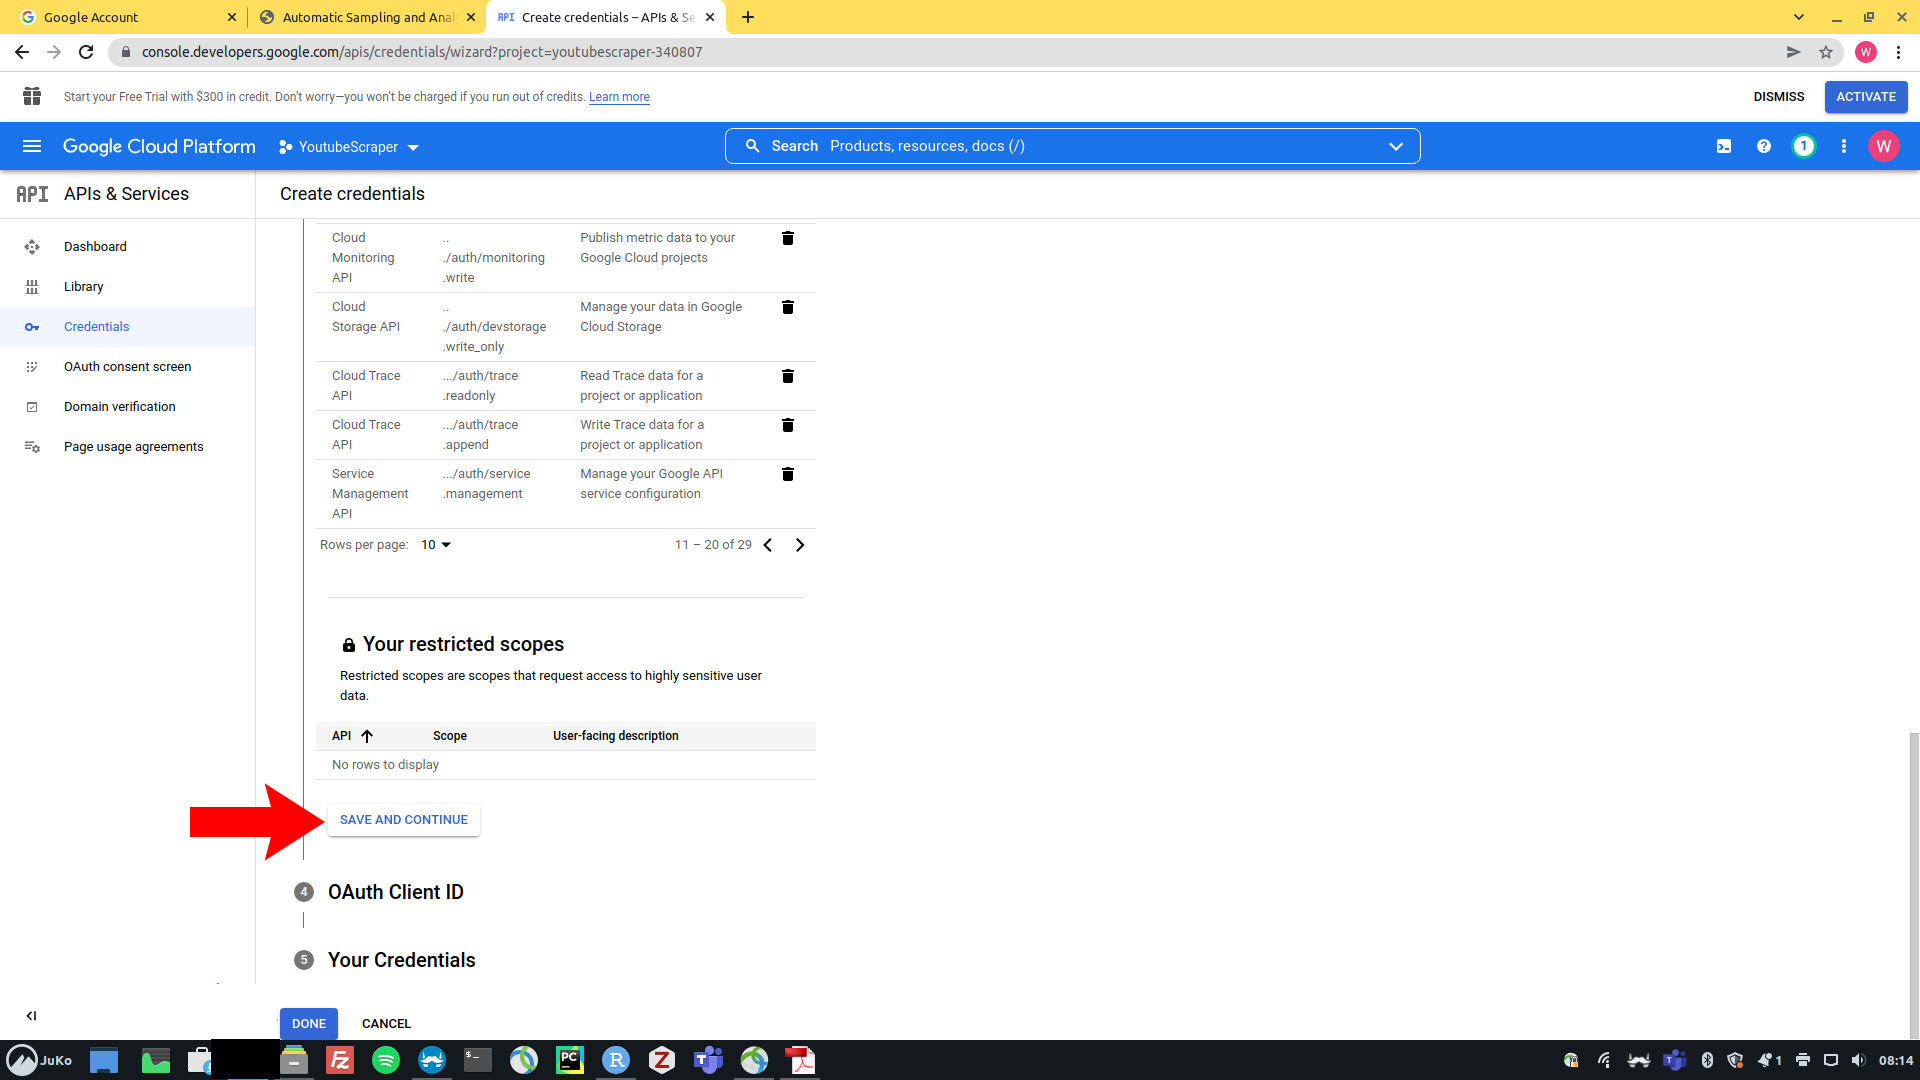 Google Account
Automatic Sampling and Anal
API Create credentials – APIs & Se
console.developers.google.com/apis/credentials/wizard?project=youtubescraper-340807
W
Start your Free Trial with $300 in credit. Don't worry—you won't be charged if you run out of credits. Learn more
DISMISS
ACTIVATE
Google Cloud Platform
YoutubeScraper
Search Products, resources, docs (/)
1
W
API APIs & Services
Create credentials
Dashboard
Library
Credentials
OAuth consent screen
Domain verification
Page usage agreements
Cloud .. Publish metric data to your
Monitoring ./auth/monitoring Google Cloud projects
API .write
Cloud .. Manage your data in Google
Storage API ./auth/devstorage Cloud Storage
.write_only
Cloud Trace .../auth/trace Read Trace data for a
API .readonly project or application
Cloud Trace .../auth/trace Write Trace data for a
API .append project or application
Service .../auth/service Manage your Google API
Management .management service configuration
API
Rows per page: 10 11 – 20 of 29
Your restricted scopes
Restricted scopes are scopes that request access to highly sensitive user
data.
API Scope User-facing description
No rows to display
SAVE AND CONTINUE
4 OAuth Client ID
5 Your Credentials
DONE CANCEL
JuKo
FZ
$
PC
R
Z
T
1
08:14